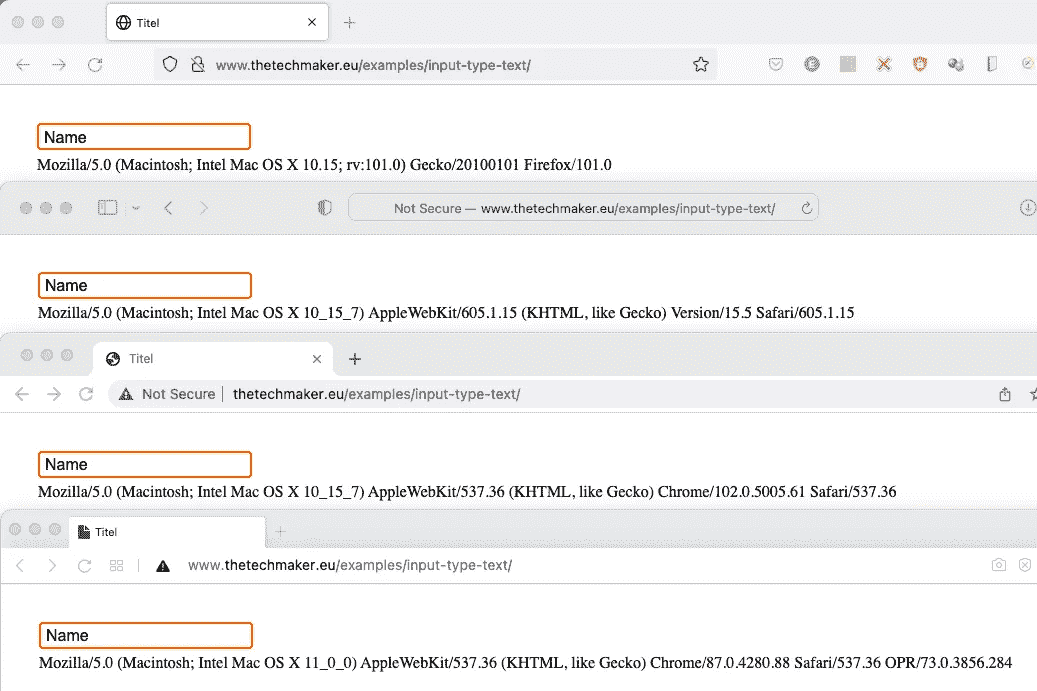 Titel
www.thetechmaker.eu/examples/input-type-text/
Name
Mozilla/5.0 (Macintosh; Intel Mac OS X 10.15; rv:101.0) Gecko/20100101 Firefox/101.0
Not Secure — www.thetechmaker.eu/examples/input-type-text/
Name
Mozilla/5.0 (Macintosh; Intel Mac OS X 10_15_7) AppleWebKit/605.1.15 (KHTML, like Gecko) Version/15.5 Safari/605.1.15
Titel
Not Secure | thetechmaker.eu/examples/input-type-text/
Name
Mozilla/5.0 (Macintosh; Intel Mac OS X 10_15_7) AppleWebKit/537.36 (KHTML, like Gecko) Chrome/102.0.5005.61 Safari/537.36
Titel
www.thetechmaker.eu/examples/input-type-text/
Name
Mozilla/5.0 (Macintosh; Intel Mac OS X 11_0_0) AppleWebKit/537.36 (KHTML, like Gecko) Chrome/87.0.4280.88 Safari/537.36 OPR/73.0.3856.284